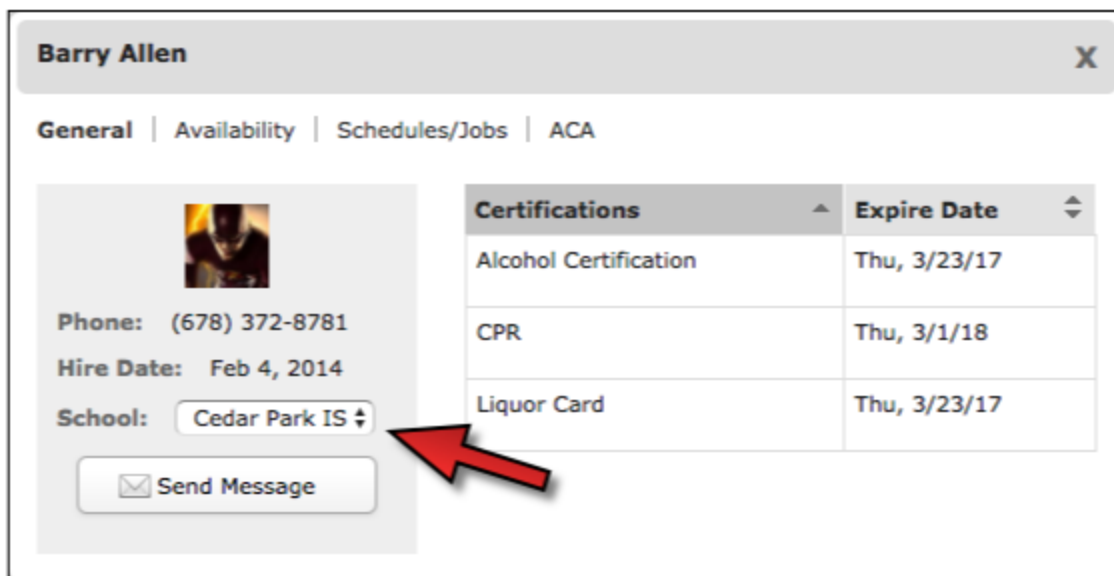 Barry Allen X
General | Availability | Schedules/Jobs | ACA
Phone: (678) 372-8781
Hire Date: Feb 4, 2014
School: Cedar Park IS
Send Message
Certifications Expire Date
Alcohol Certification Thu, 3/23/17
CPR Thu, 3/1/18
Liquor Card Thu, 3/23/17